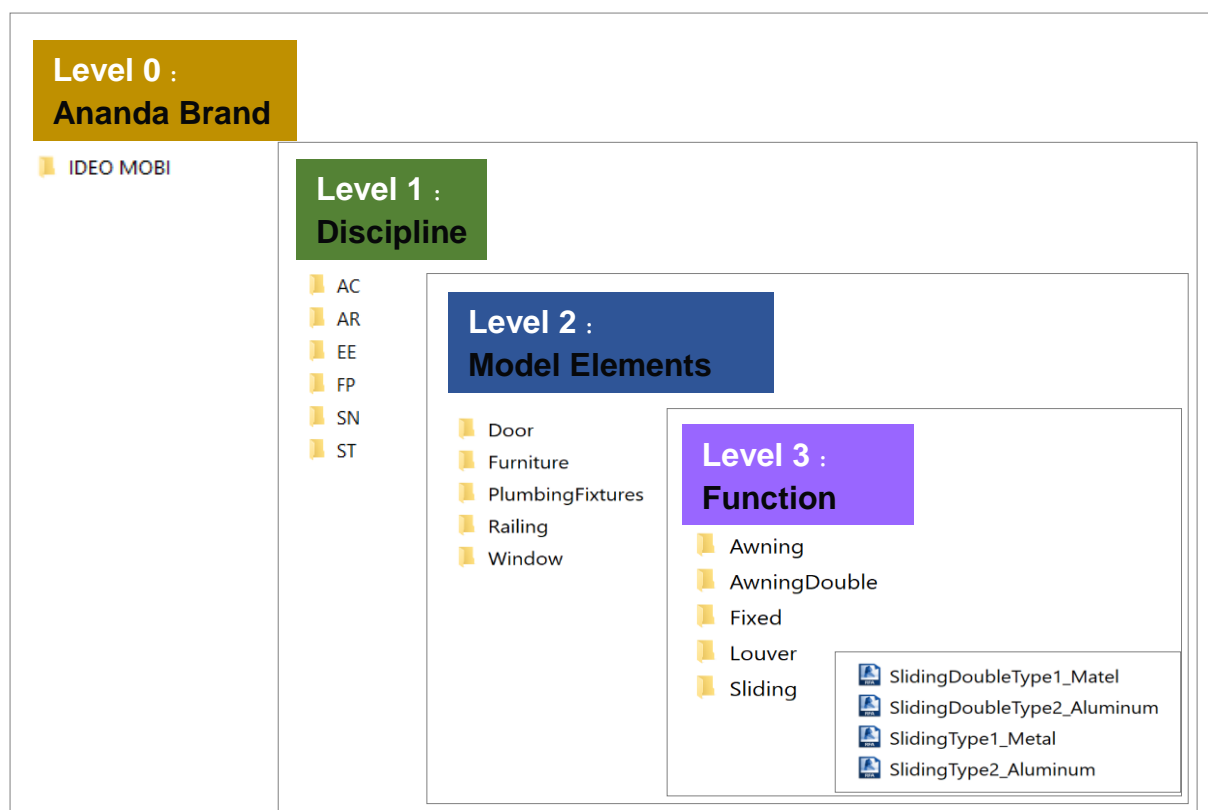 Level 0 :
Ananda Brand
IDEO MOBI
Level 1 :
Discipline
AC
AR
EE
FP
SN
ST
Level 2 :
Model Elements
Door
Furniture
PlumbingFixtures
Railing
Window
Level 3 :
Function
Awning
AwningDouble
Fixed
Louver
Sliding
SlidingDoubleType1_Matel
SlidingDoubleType2_Aluminum
SlidingType1_Metal
SlidingType2_Aluminum